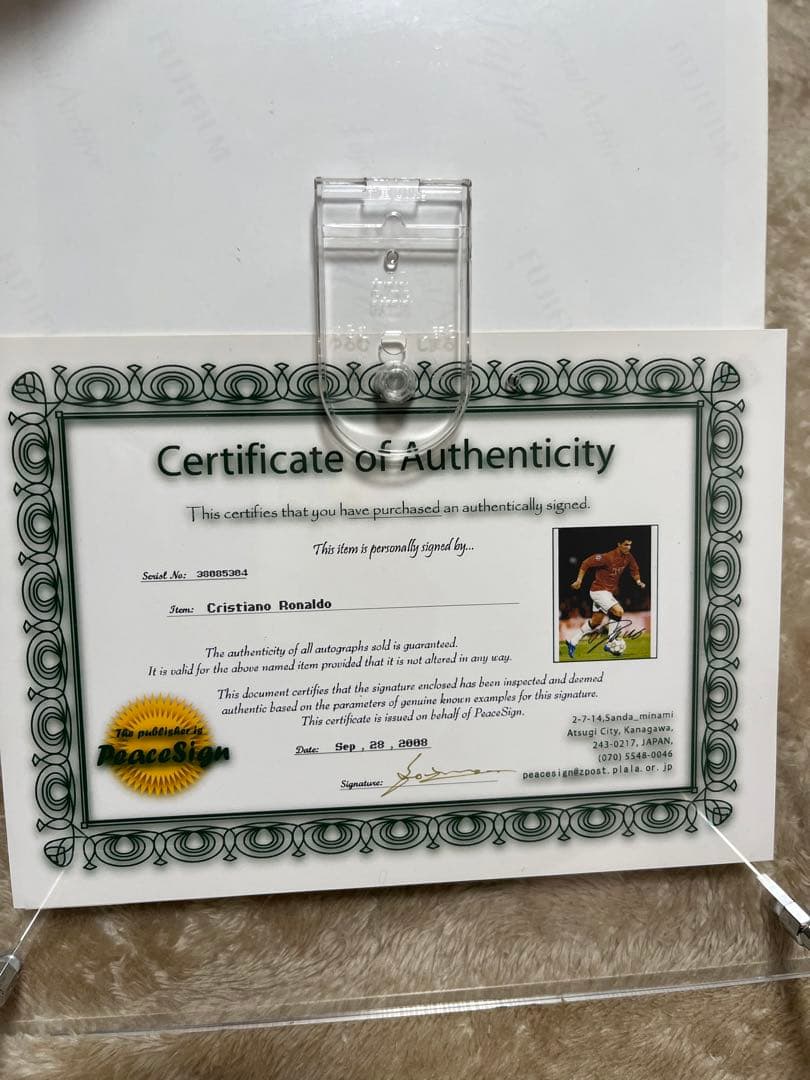 Certificate of Authenticity
This certifies that you have purchased an authentically signed.
This item is personally signed by...
Serist No: 38085304
Item: Cristiano Ronaldo
The authenticity of all autographs sold is guaranteed.
It is valid for the above named item provided that it is not altered in any way.
This document certifies that the signature enclosed has been inspected and deemed
authentic based on the parameters of genuine known examples for this signature.
This certificate is issued on behalf of PeaceSign.
Date: Sep , 28 , 2008
Signature:
The publisher is
PeaceSign
2-7-14,Sanda_minami
Atsugi City, Kanagawa,
243-0217, JAPAN,
(070) 5548-0046
peacesign@zpost.plala.or.jp